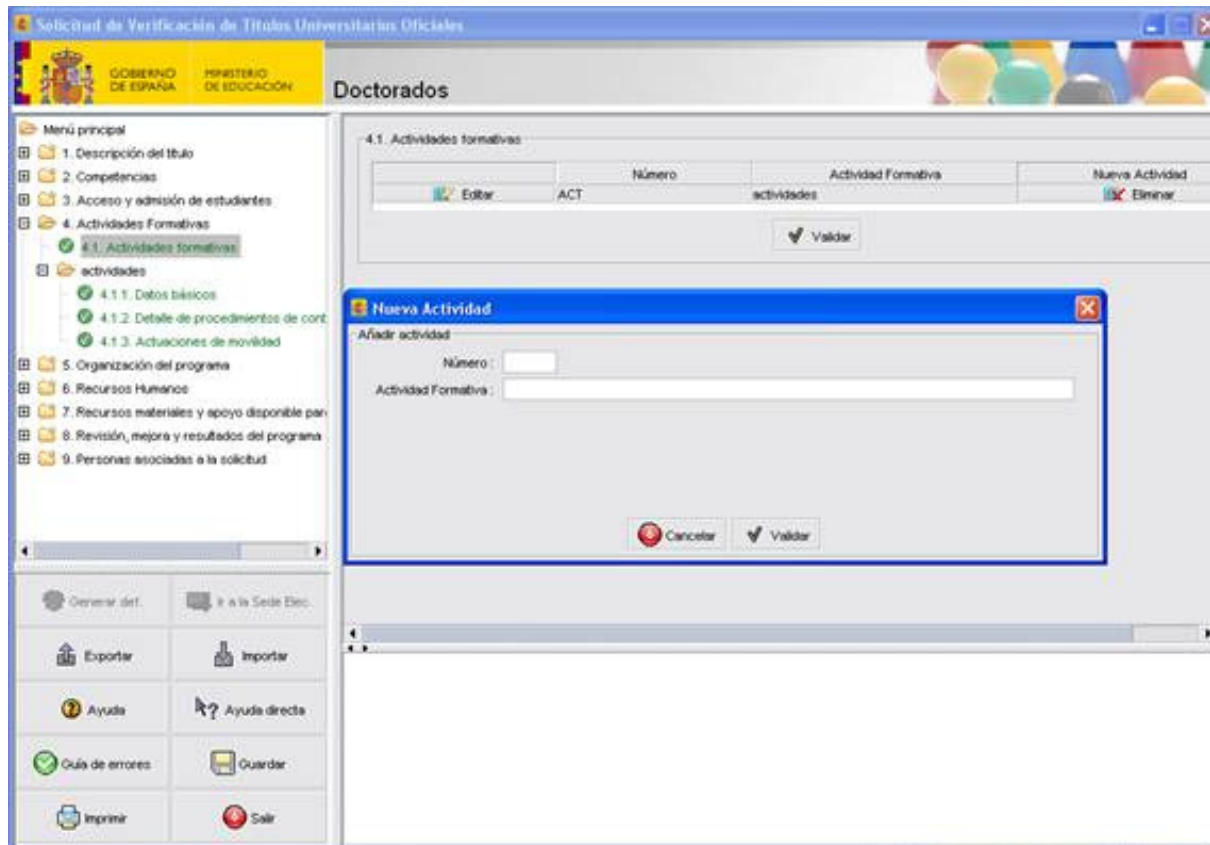 Solicitud de Verificación de Títulos Universitarios Oficiales
GOBIERNO DE ESPAÑA
MINISTERIO DE EDUCACIÓN
Doctorados
Menú principal
1. Descripción del título
2. Competencias
3. Acceso y admisión de estudiantes
4. Actividades Formativas
4.1. Actividades formativas
actividades
4.1.1. Datos básicos
4.1.2. Detalle de procedimientos de cont
4.1.3. Actuaciones de movilidad
5. Organización del programa
6. Recursos Humanos
7. Recursos materiales y apoyo disponible par
8. Revisión, mejora y resultados del programa
9. Personas asociadas a la solicitud
Generar def.
Ir a la Sede Elec.
Exportar
Importar
Ayuda
Ayuda directa
Guía de errores
Guardar
Imprimir
Salir
4.1. Actividades formativas
Número Actividad Formativa Nueva Actividad
Editar ACT actividades Eliminar
Validar
Nueva Actividad
Añadir actividad
Número :
Actividad Formativa :
Cancelar
Validar